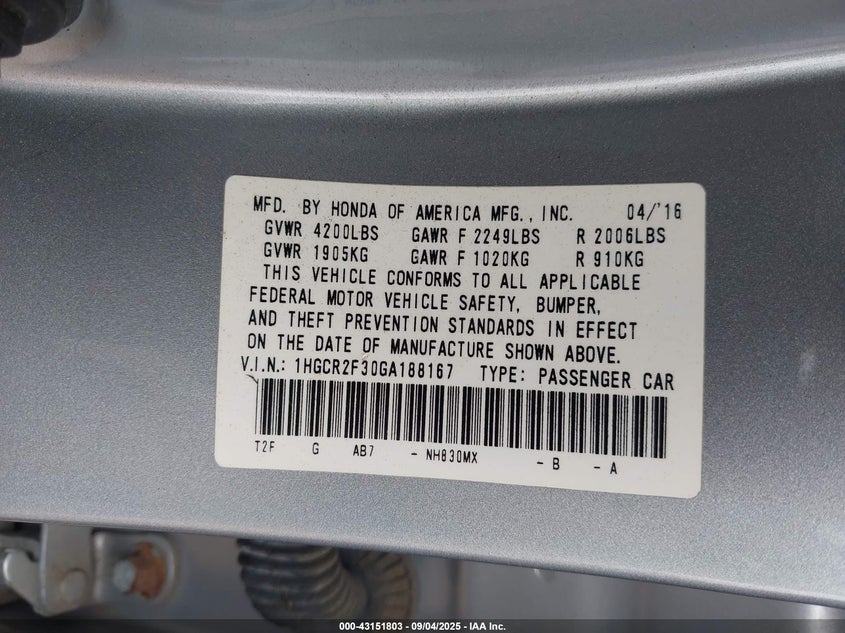 MFD. BY HONDA OF AMERICA MFG., INC. 04/'16
GVWR 4200LBS GAWR F 2249LBS R 2006LBS
GVWR 1905KG GAWR F 1020KG R 910KG
THIS VEHICLE CONFORMS TO ALL APPLICABLE
FEDERAL MOTOR VEHICLE SAFETY, BUMPER,
AND THEFT PREVENTION STANDARDS IN EFFECT
ON THE DATE OF MANUFACTURE SHOWN ABOVE.
V.I.N.: 1HGCR2F30GA188167 TYPE: PASSENGER CAR
T2F G AB7 - NH830MX - B - A
000-43151803 - 09/04/2025 - IAA Inc.